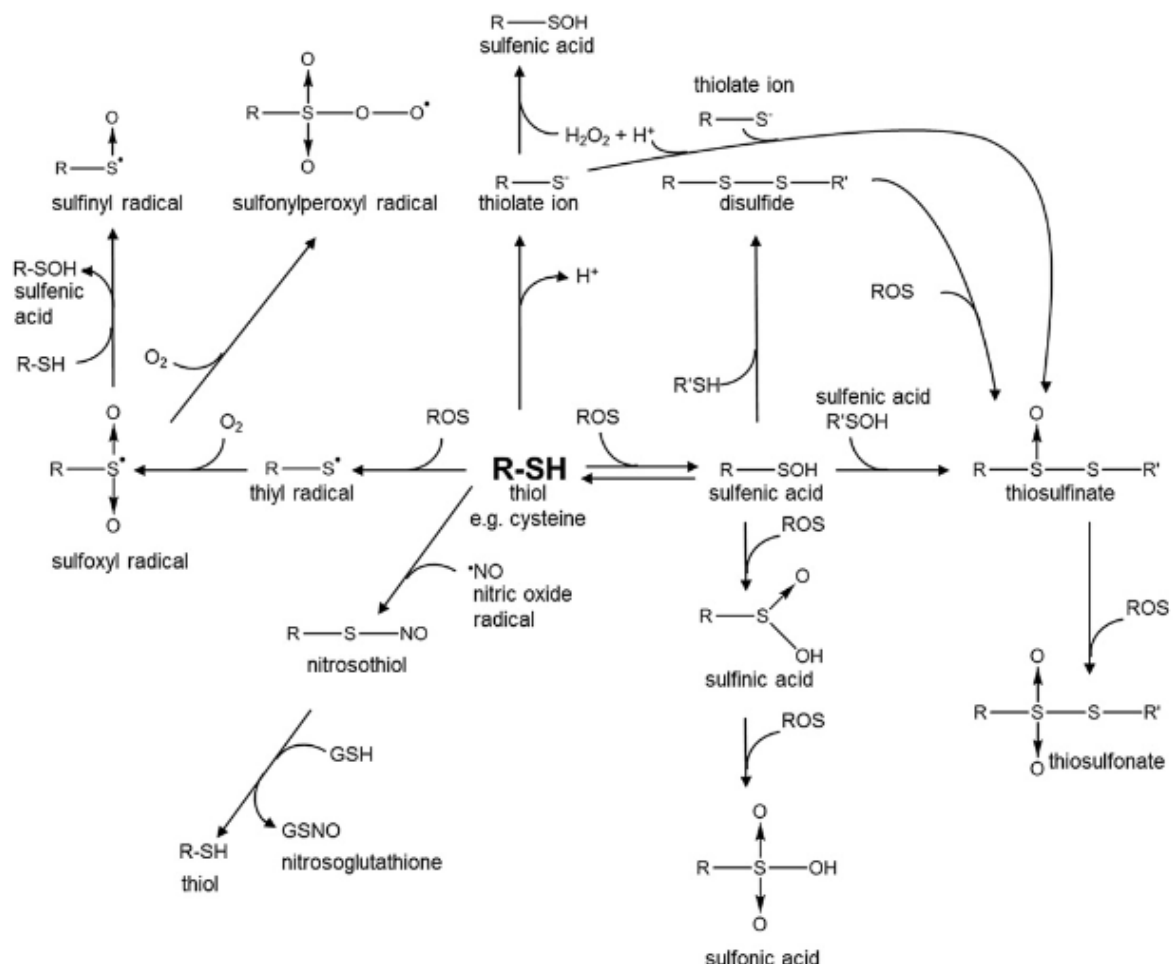 R—SOH
sulfenic acid
O
R—S—O—O•
O
sulfonylperoxyl radical
O
R—S•
sulfinyl radical
H2O2 + H+
thiolate ion
R—S-
R—S-
thiolate ion
R—S—S—R'
disulfide
R-SOH
sulfenic
acid
R-SH
O2
H+
ROS
R'SH
sulfenic acid
R'SOH
O
R—S•
O
sulfoxyl radical
O2
R—S•
thiyl radical
ROS
R-SH
thiol
e.g. cysteine
ROS
R—SOH
sulfenic acid
O
R—S—S—R'
thiosulfinate
•NO
nitric oxide
radical
R—S—NO
nitrosothiol
ROS
O
R—S
OH
sulfinic acid
ROS
O
R—S—S—R'
O
thiosulfonate
GSH
GSNO
nitrosoglutathione
R-SH
thiol
ROS
O
R—S—OH
O
sulfonic acid